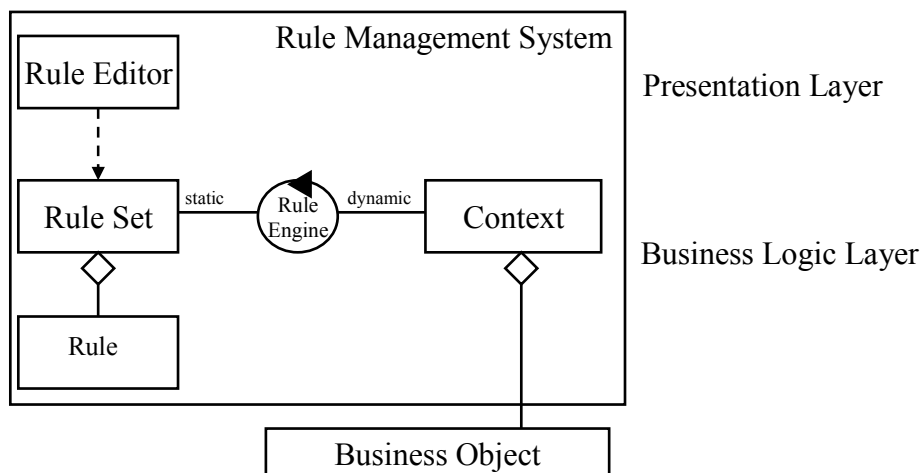 Rule Management System
Rule Editor
Presentation Layer
static
dynamic
Rule Set
Rule
Engine
Context
Business Logic Layer
Rule
Business Object